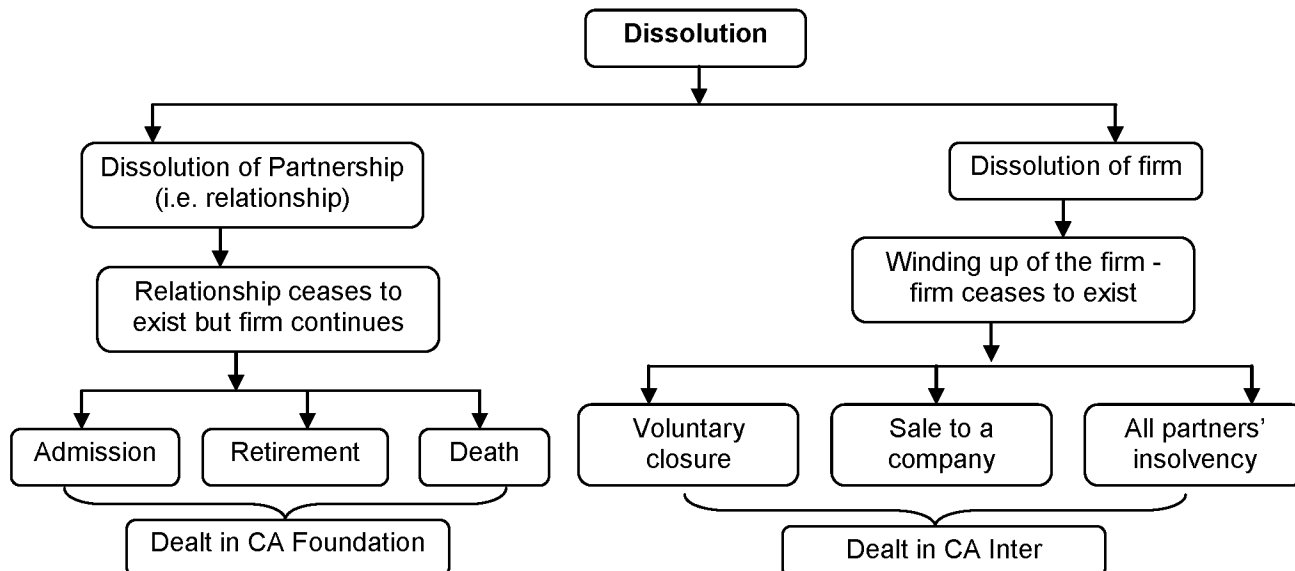 Dissolution
Dissolution of Partnership
(i.e. relationship)
Dissolution of firm
Relationship ceases to
exist but firm continues
Winding up of the firm -
firm ceases to exist
Admission
Retirement
Death
Voluntary
closure
Sale to a
company
All partners’
insolvency
Dealt in CA Foundation
Dealt in CA Inter